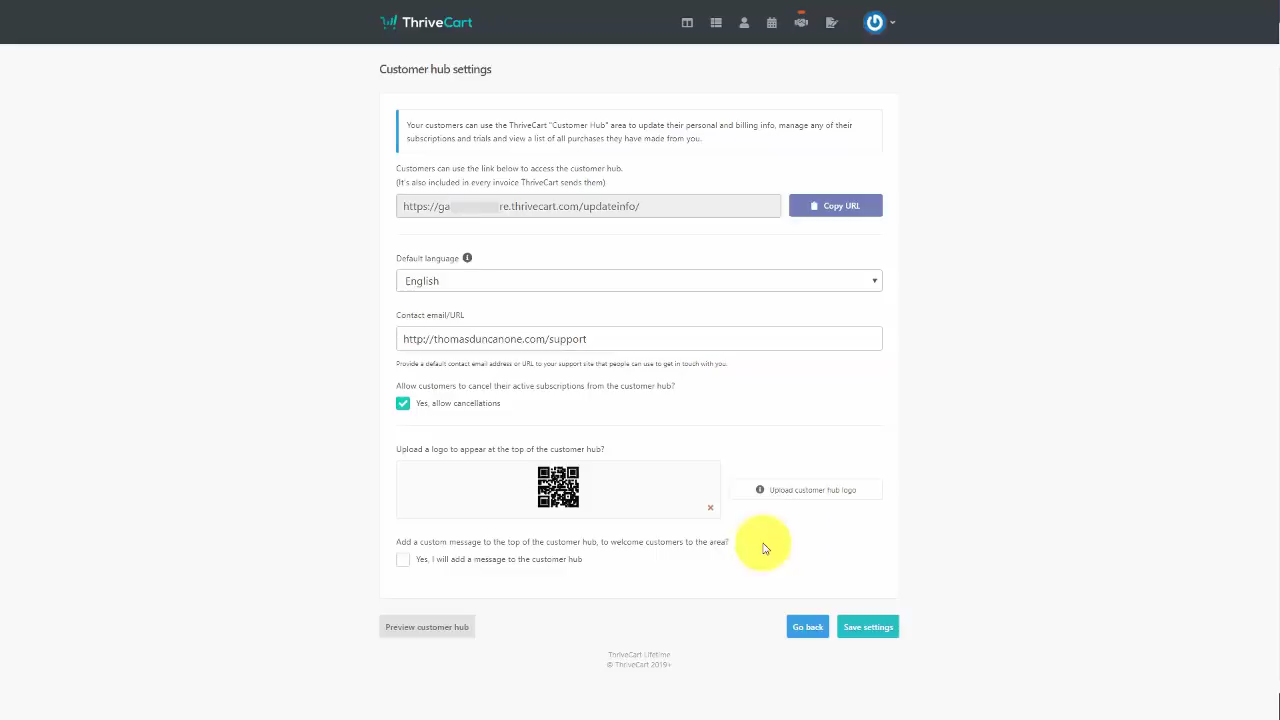 ThriveCart
Customer hub settings
Your customers can use the ThriveCart "Customer Hub" area to update their personal and billing info, manage any of their
subscriptions and trials and view a list of all purchases they have made from you.
Customers can use the link below to access the customer hub.
(It's also included in every invoice ThriveCart sends them)
https://ga re.thrivecart.com/updateinfo/
Copy URL
Default language
English
Contact email/URL
http://thomasduncanone.com/support
Provide a default contact email address or URL to your support site that people can use to get in touch with you.
Allow customers to cancel their active subscriptions from the customer hub?
Yes, allow cancellations
Upload a logo to appear at the top of the customer hub?
Upload customer hub logo
Add a custom message to the top of the customer hub, to welcome customers to the area?
Yes, I will add a message to the customer hub
Preview customer hub
Go back
Save settings
ThriveCart Lifetime
© ThriveCart 2019+